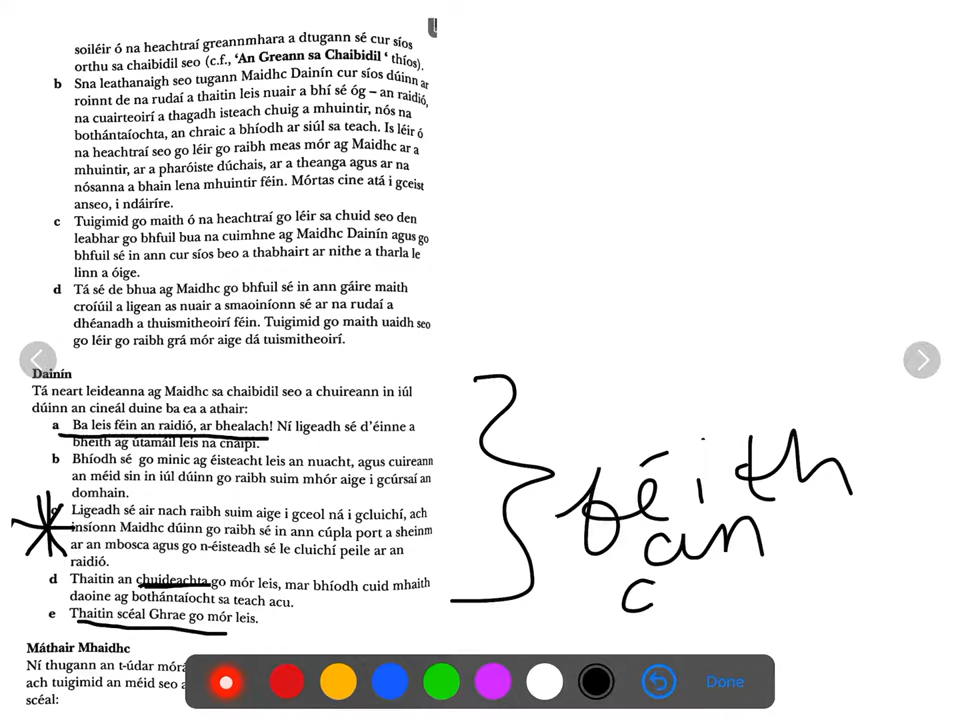 soiléir ó na heachtraí greannmhara a dtugann sé cur síos
orthu sa chaibidil seo (c.f., ‘An Greann sa Chaibidil ‘ thíos).
b Sna leathanaigh seo tugann Maidhc Dainín cur síos dúinn ar
roinnt de na rudaí a thaitin leis nuair a bhí sé óg – an raidió,
na cuairteoirí a thagadh isteach chuig a mhuintir, nós na
bothántaíochta, an chraic a bhíodh ar siúl sa teach. Is léir ó
na heachtraí seo go léir go raibh meas mór ag Maidhc ar a
mhuintir, ar a pharóiste dúchais, ar a theanga agus ar na
nósanna a bhain lena mhuintir féin. Mórtas cine atá i gceist
anseo, i ndáiríre.
c Tuigimid go maith ó na heachtraí go léir sa chuid seo den
leabhar go bhfuil bua na cuimhne ag Maidhc Dainín agus go
bhfuil sé in ann cur síos beo a thabhairt ar nithe a tharla le
linn a óige.
d Tá sé de bhua ag Maidhc go bhfuil sé in ann gáire maith
croíúil a ligean as nuair a smaoiníonn sé ar na rudaí a
dhéanadh a thuismitheoirí féin. Tuigimid go maith uaidh seo
go léir go raibh grá mór aige dá tuismitheoirí.
Dainín
Tá neart leideanna ag Maidhc sa chaibidil seo a chuireann in iúl
dúinn an cineál duine ba ea a athair:
a Ba leis féin an raidió, ar bhealach! Ní ligeadh sé d’éinne a
bheith ag útamáil leis na cnaipí.
b Bhíodh sé go minic ag éisteacht leis an nuacht, agus cuireann
an méid sin in iúl dúinn go raibh suim mhór aige i gcúrsaí an
domhain.
c Ligeadh sé air nach raibh suim aige i gceol ná i gcluichí, ach
insíonn Maidhc dúinn go raibh sé in ann cúpla port a sheinm
ar an mbosca agus go n-éisteadh sé le cluichí peile ar an
raidió.
d Thaitin an chuideachta go mór leis, mar bhíodh cuid mhaith
daoine ag bothántaíocht sa teach acu.
e Thaitin scéal Ghrae go mór leis.
Máthair Mhaidhc
Ní thugann an t-údar
ach tuigimid an méid seo
scéal:
féith
an
c
Done